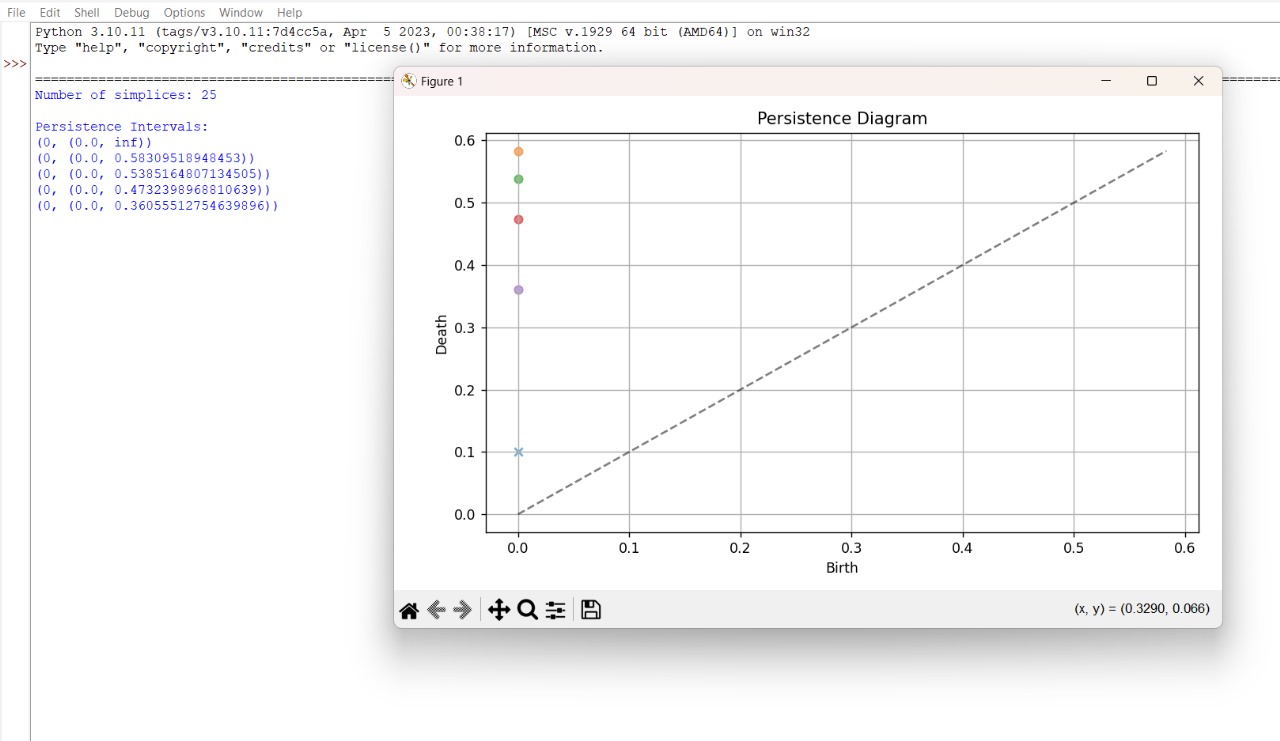 File Edit Shell Debug Options Window Help
Python 3.10.11 (tags/v3.10.11:7d4cc5a, Apr  5 2023, 00:38:17) [MSC v.1929 64 bit (AMD64)] on win32
Type "help", "copyright", "credits" or "license()" for more information.
>>>
Number of simplices: 25
Persistence Intervals:
(0, (0.0, inf))
(0, (0.0, 0.58309518948453))
(0, (0.0, 0.5385164807134505))
(0, (0.0, 0.4732398968810639))
(0, (0.0, 0.36055512754639896))
Figure 1
Persistence Diagram
0.6
0.5
0.4
0.3
0.2
0.1
0.0
Death
0.0 0.1 0.2 0.3 0.4 0.5 0.6
Birth
(x, y) = (0.3290, 0.066)